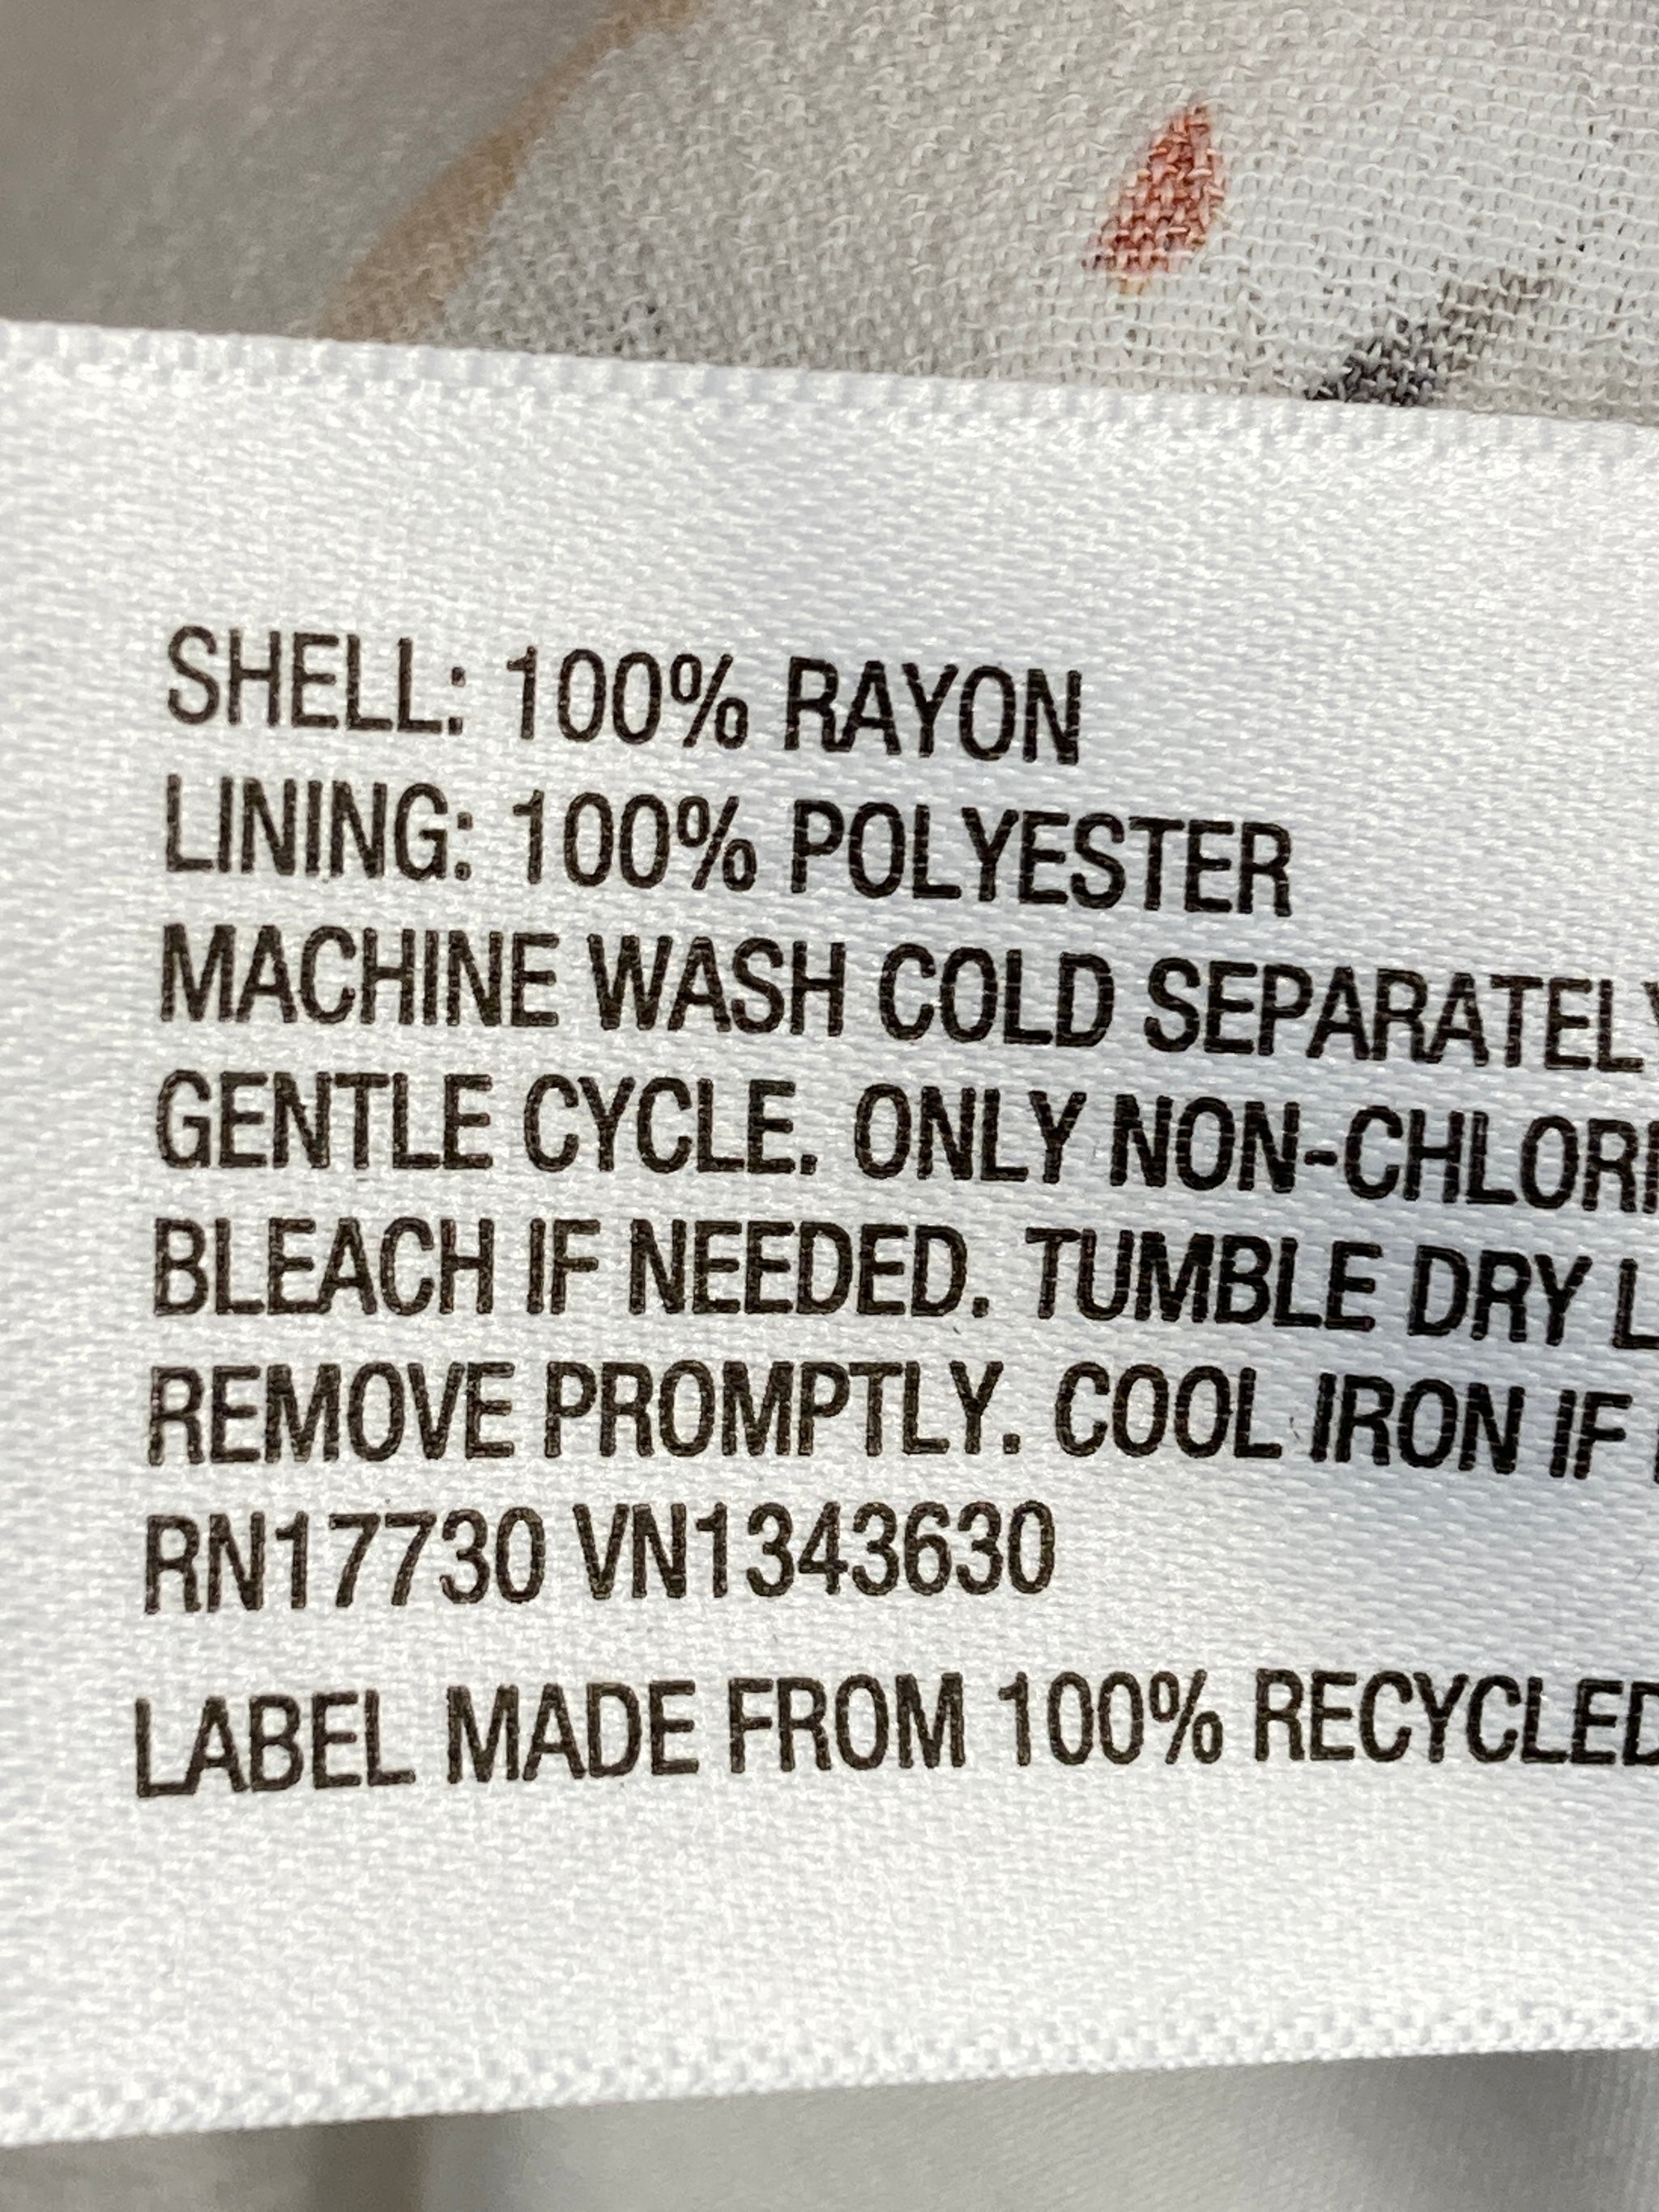 SHELL: 100% RAYON
LINING: 100% POLYESTER
MACHINE WASH COLD SEPARATELY
GENTLE CYCLE. ONLY NON-CHLORI
BLEACH IF NEEDED. TUMBLE DRY L
REMOVE PROMPTLY. COOL IRON IF
RN17730 VN1343630
LABEL MADE FROM 100% RECYCLED